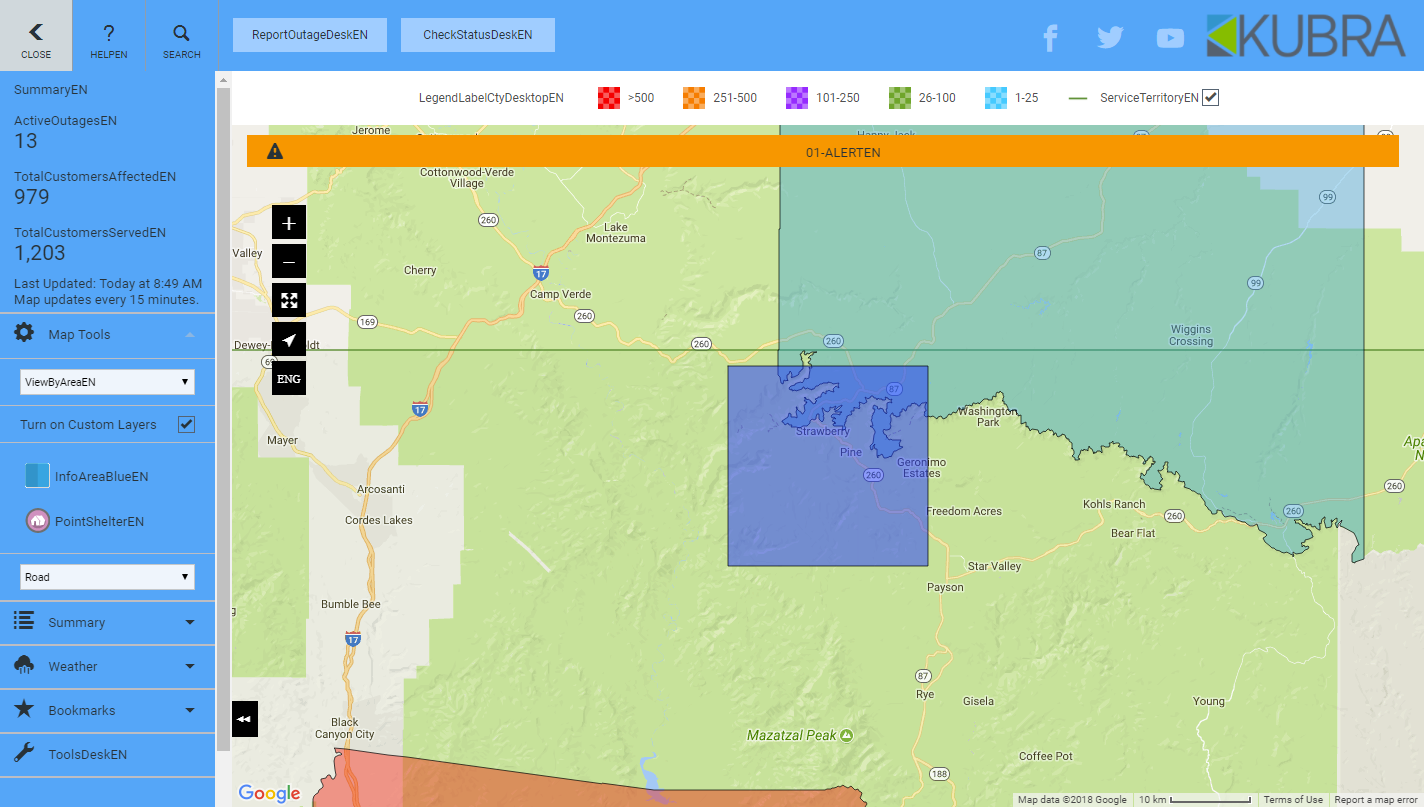 CLOSE
HELPEN
SEARCH
ReportOutageDeskEN
CheckStatusDeskEN
KUBRA
SummaryEN
ActiveOutagesEN
13
TotalCustomersAffectedEN
979
TotalCustomersServedEN
1,203
Last Updated: Today at 8:49 AM
Map updates every 15 minutes.
Map Tools
ViewByAreaEN
Turn on Custom Layers
InfoAreaBlueEN
PointShelterEN
Road
Summary
Weather
Bookmarks
ToolsDeskEN
LegendLabelCtyDesktopEN
>500
251-500
101-250
26-100
1-25
ServiceTerritoryEN
Jerome
Happy Jack
01-ALERTEN
Cottonwood-Verde
Village
99
260
Lake
Montezuma
Valley
87
Cherry
17
99
Camp Verde
260
169
Wiggins
Crossing
260
260
ENG
87
17
Washington
Park
Strawberry
Mayer
Pine
Geronimo
Estates
260
Arcosanti
260
Kohls Ranch
Freedom Acres
260
260
Cordes Lakes
Bear Flat
Star Valley
Payson
Bumble Bee
17
87
Rye
Gisela
Young
Black
Canyon City
Mazatzal Peak
Coffee Pot
188
Google
Map data ©2018 Google
10 km
Terms of Use
Report a map error